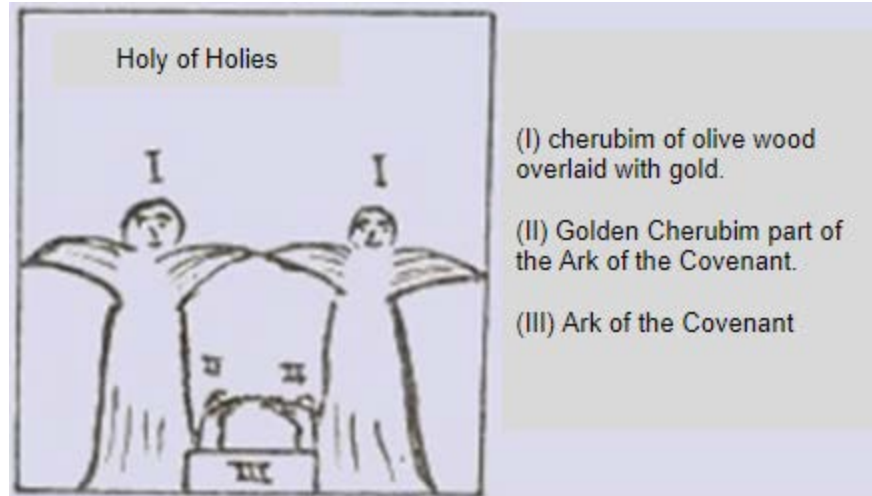 Holy of Holies
I
I
II
II
III
(I) cherubim of olive wood
overlaid with gold.
(II) Golden Cherubim part of
the Ark of the Covenant.
(III) Ark of the Covenant